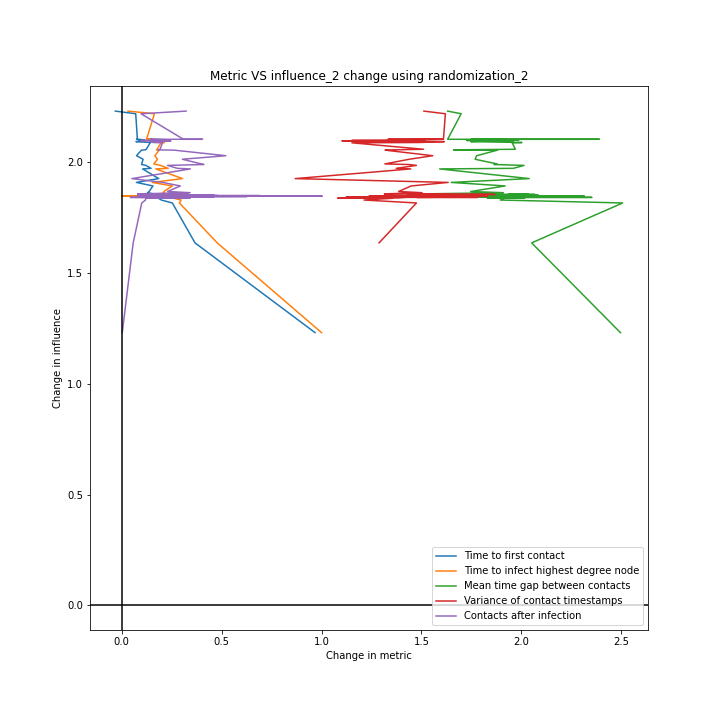 Metric VS influence_2 change using randomization_2
Change in influence
2.0
1.5
1.0
0.5
0.0
0.0
0.5
1.0
1.5
2.0
2.5
Change in metric
Time to first contact
Time to infect highest degree node
Mean time gap between contacts
Variance of contact timestamps
Contacts after infection